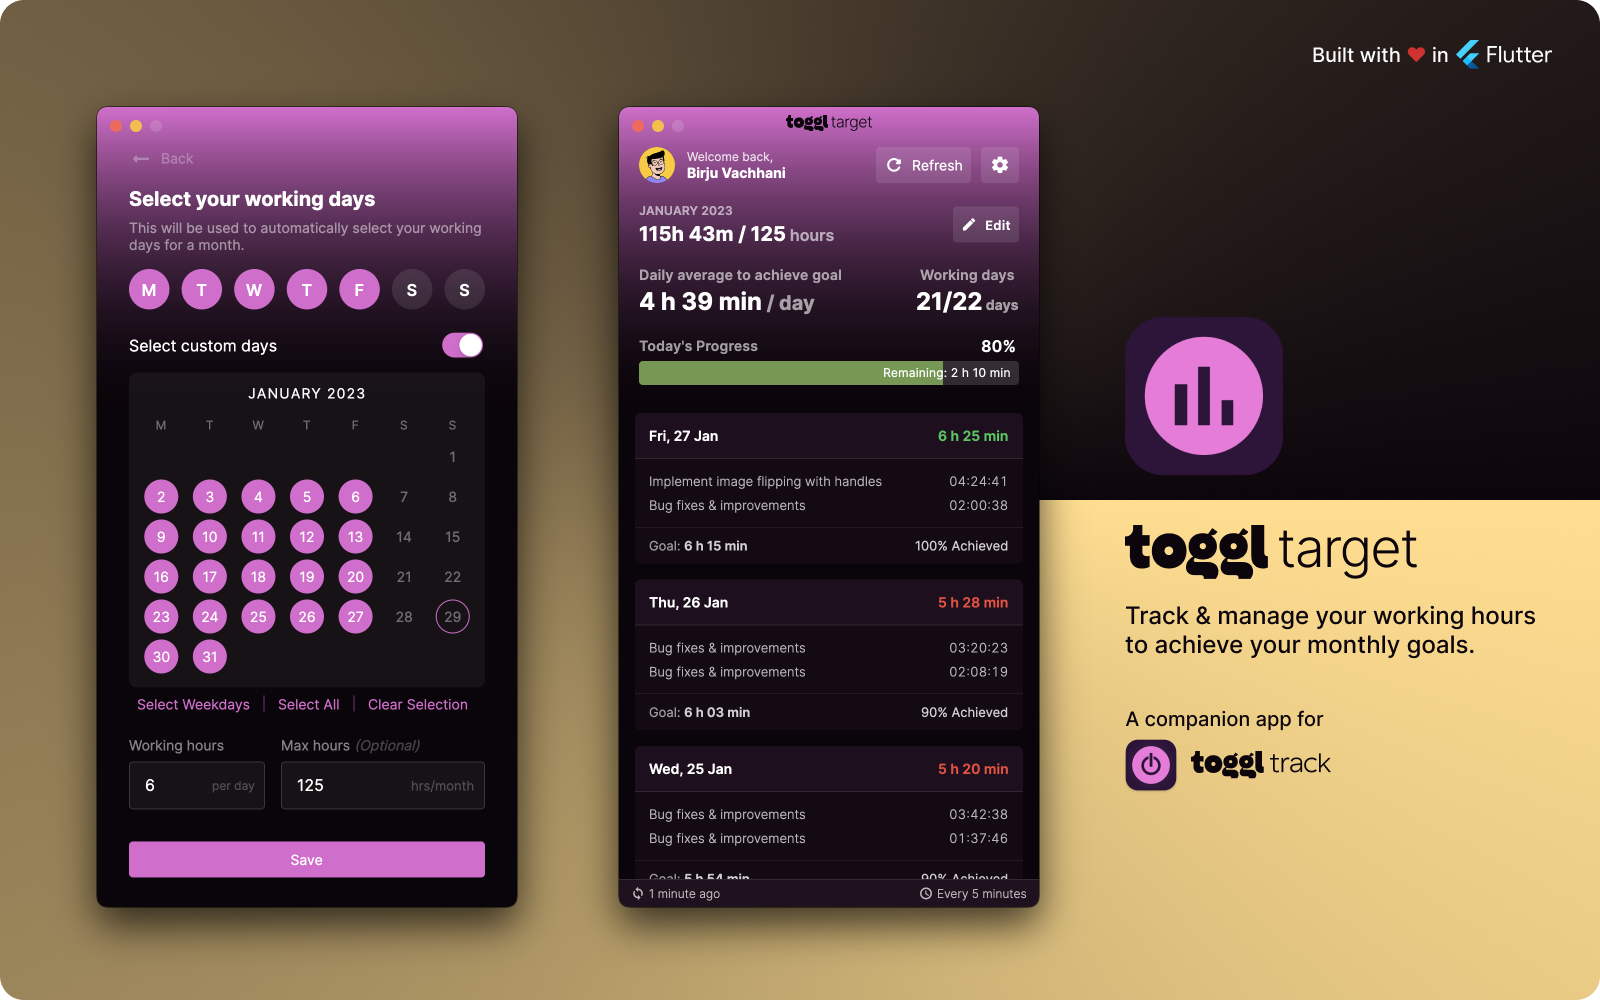 Built with ❤ in Flutter
← Back
Select your working days
This will be used to automatically select your working
days for a month.
M T W T F S S
Select custom days
JANUARY 2023
M T W T F S S
1
2 3 4 5 6 7 8
9 10 11 12 13 14 15
16 17 18 19 20 21 22
23 24 25 26 27 28 29
30 31
Select Weekdays | Select All | Clear Selection
Working hours Max hours (Optional)
6 per day 125 hrs/month
Save
toggl target
Welcome back,
Birju Vachhani
Refresh
JANUARY 2023
115h 43m / 125 hours
Edit
Daily average to achieve goal Working days
4 h 39 min / day 21/22 days
Today's Progress 80%
Remaining: 2 h 10 min
Fri, 27 Jan 6 h 25 min
Implement image flipping with handles 04:24:41
Bug fixes & improvements 02:00:38
Goal: 6 h 15 min 100% Achieved
Thu, 26 Jan 5 h 28 min
Bug fixes & improvements 03:20:23
Bug fixes & improvements 02:08:19
Goal: 6 h 03 min 90% Achieved
Wed, 25 Jan 5 h 20 min
Bug fixes & improvements 03:42:38
Bug fixes & improvements 01:37:46
Goal: 5 h 54 min 90% Achieved
1 minute ago Every 5 minutes
toggl target
Track & manage your working hours
to achieve your monthly goals.
A companion app for
toggl track